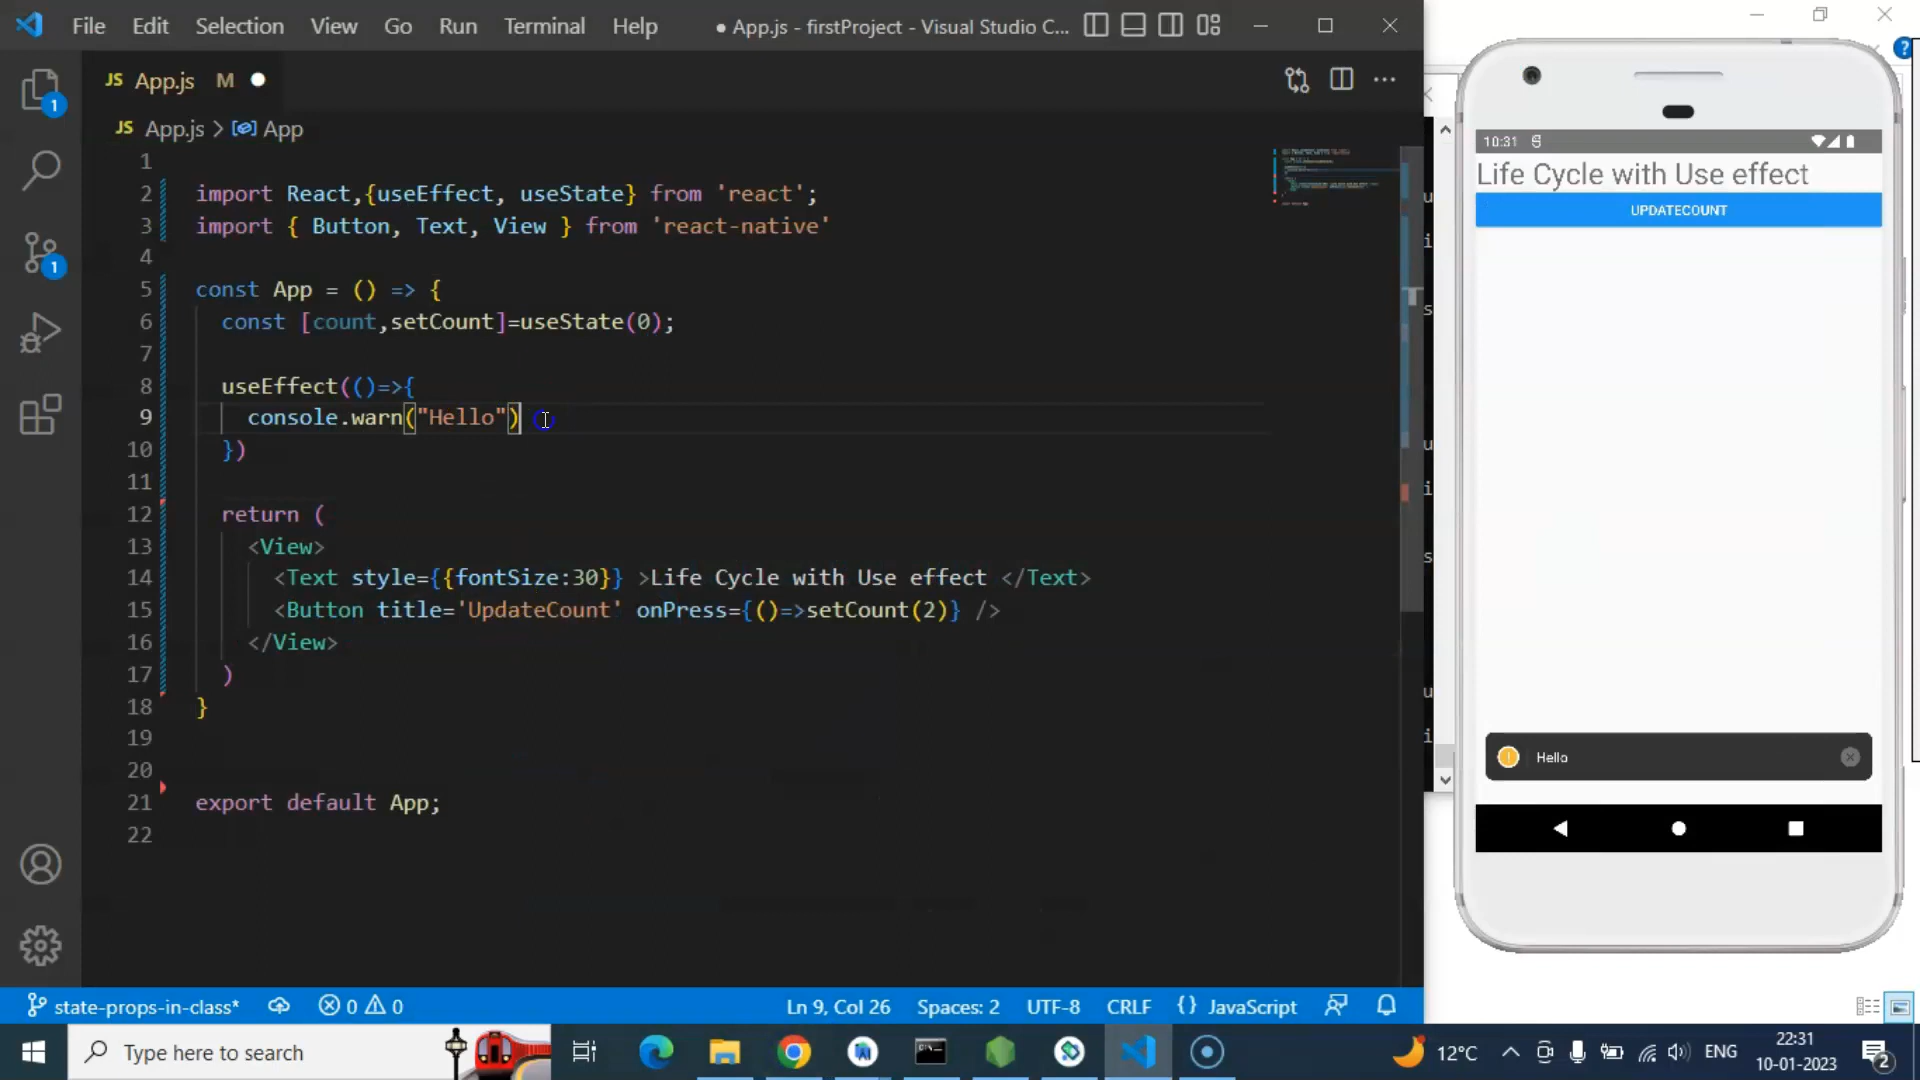 File Edit Selection View Go Run Terminal Help ● App.js - firstProject - Visual Studio C...
JS App.js M
JS App.js > App
1
2 import React,{useEffect, useState} from 'react';
3 import { Button, Text, View } from 'react-native'
4
5 const App = () => {
6 const [count,setCount]=useState(0);
7
8 useEffect(()=>{
9 console.warn("Hello")
10 })
11
12 return (
13 <View>
14 <Text style={{fontSize:30}} >Life Cycle with Use effect </Text>
15 <Button title='UpdateCount' onPress={()=>setCount(2)} />
16 </View>
17 )
18 }
19
20
21 export default App;
22
1
1
state-props-in-class* 0 0 Ln 9, Col 26 Spaces: 2 UTF-8 CRLF {} JavaScript
10:31
Life Cycle with Use effect
UPDATECOUNT
Hello
Type here to search
12°C ENG 22:31
10-01-2023
2